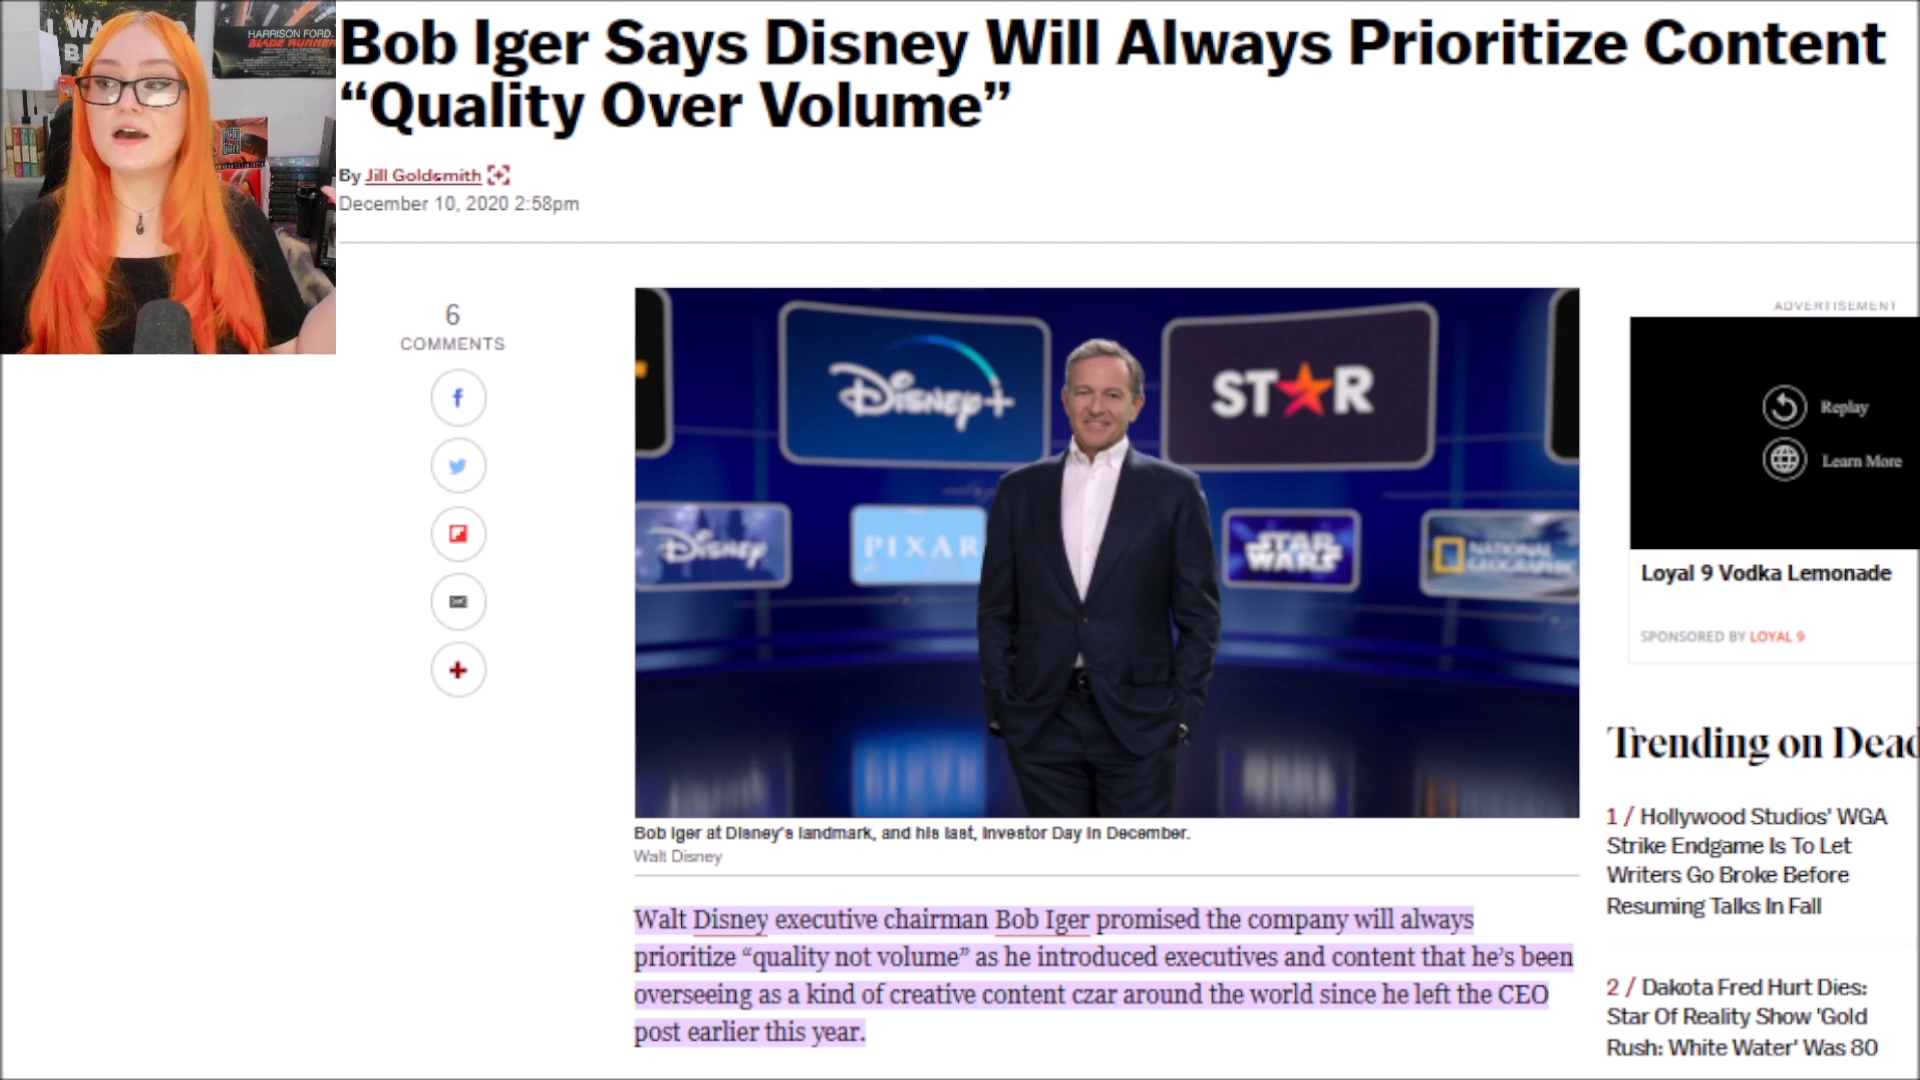 HARRISON FORD
BLADE RUNNER
Bob Iger Says Disney Will Always Prioritize Content
“Quality Over Volume”
By Jill Goldsmith
December 10, 2020 2:58pm
6
COMMENTS
Disney+
STAR
Disney
PIXAR
STAR
WARS
NATIONAL
GEOGRAPHIC
Bob Iger at Disney's landmark, and his last, Investor Day in December.
Walt Disney
Walt Disney executive chairman Bob Iger promised the company will always
prioritize “quality not volume” as he introduced executives and content that he’s been
overseeing as a kind of creative content czar around the world since he left the CEO
post earlier this year.
ADVERTISEMENT
Replay
Learn More
Loyal 9 Vodka Lemonade
SPONSORED BY LOYAL 9
Trending on Dead
1 / Hollywood Studios' WGA
Strike Endgame Is To Let
Writers Go Broke Before
Resuming Talks In Fall
2 / Dakota Fred Hurt Dies:
Star Of Reality Show 'Gold
Rush: White Water' Was 80